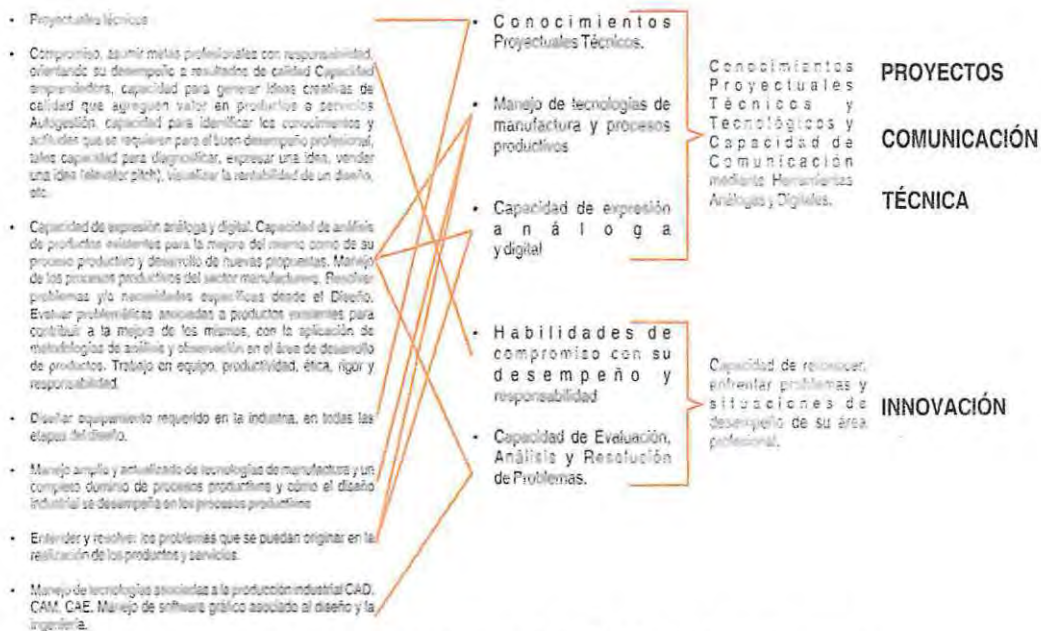 • Proyectuales técnicos
• Compromiso, asumir metas profesionales con responsabilidad,
orientando su desempeño a resultados de calidad Capacidad
emprendedora, capacidad para generar ideas creativas de
calidad que agreguen valor en productos o servicios
Autogestión, capacidad para identificar los conocimientos y
actitudes que se requieren para el buen desempeño profesional,
tales capacidad para diagnosticar, expresar una idea, vender
una idea (elevator pitch), visualizar la rentabilidad de un diseño,
etc.
• Capacidad de expresión análoga y digital. Capacidad de análisis
de productos existentes para la mejora del mismo como de su
proceso productivo y desarrollo de nuevas propuestas. Manejo
de los procesos productivos del sector manufacturero. Resolver
problemas y/o necesidades específicas desde el Diseño.
Evaluar problemáticas asociadas a productos existentes para
contribuir a la mejora de los mismos, con la aplicación de
metodologías de análisis y observación en el área de desarrollo
de productos. Trabajo en equipo, productividad, ética, rigor y
responsabilidad.
• Diseñar equipamiento requerido en la industria, en todas las
etapas del diseño.
• Manejo amplio y actualizado de tecnologías de manufactura y un
completo dominio de procesos productivos y cómo el diseño
industrial se desempeña en los procesos productivos
• Entender y resolver los problemas que se puedan originar en la
realización de los productos y servicios.
• Manejo de tecnologías asociadas a la producción industrial CAD,
CAM, CAE. Manejo de software gráfico asociado al diseño y la
ingeniería.
• Conocimientos
Proyectuales Técnicos.
• Manejo de tecnologías de
manufactura y procesos
productivos
• Capacidad de expresión
análoga
y digital
• Habilidades de
compromiso con su
desempeño y
responsabilidad
• Capacidad de Evaluación,
Análisis y Resolución
de Problemas.
Conocimientos
Proyectuales
Técnicos y
Tecnológicos y
Capacidad de
Comunicación
mediante Herramientas
Análogas y Digitales.
Capacidad de reconocer,
enfrentar problemas y
situaciones de
desempeño de su área
profesional.
PROYECTOS
COMUNICACIÓN
TÉCNICA
INNOVACIÓN